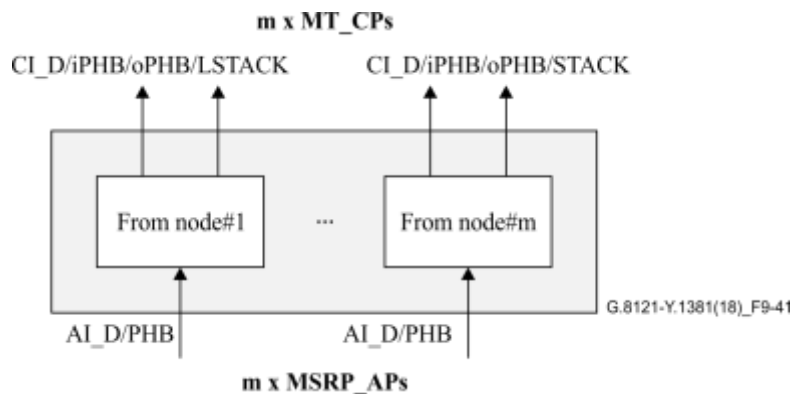 m x MT_CPs
CI_D/iPHB/oPHB/LSTACK CI_D/iPHB/oPHB/STACK
From node#1 ... From node#m
G.8121-Y.1381(18)_F9-41
AI_D/PHB AI_D/PHB
m x MSRP_APs